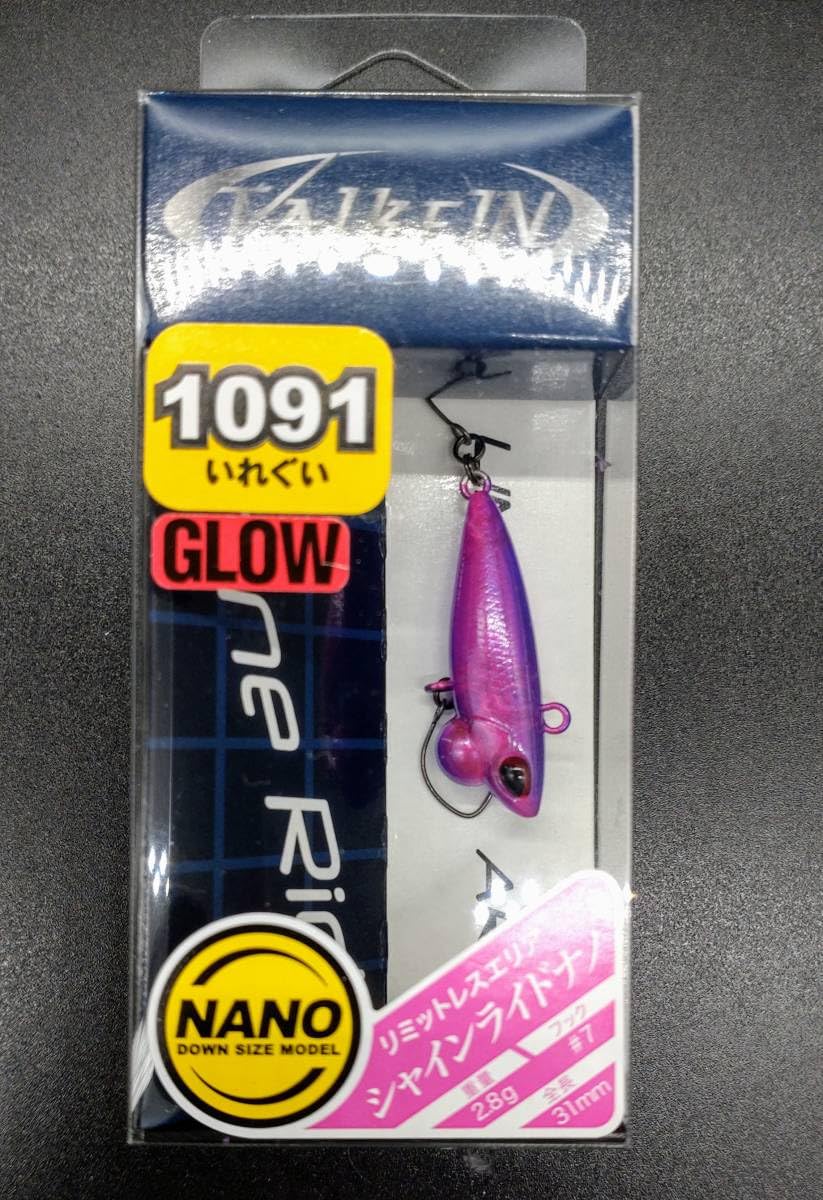 ValkeIN
1091
いれぐい
GLOW
ne Ri
NANO
DOWN SIZE MODEL
リミットレスエリア
シャインライドナノ
重量
2.8g
フック
#7
全長
31mm